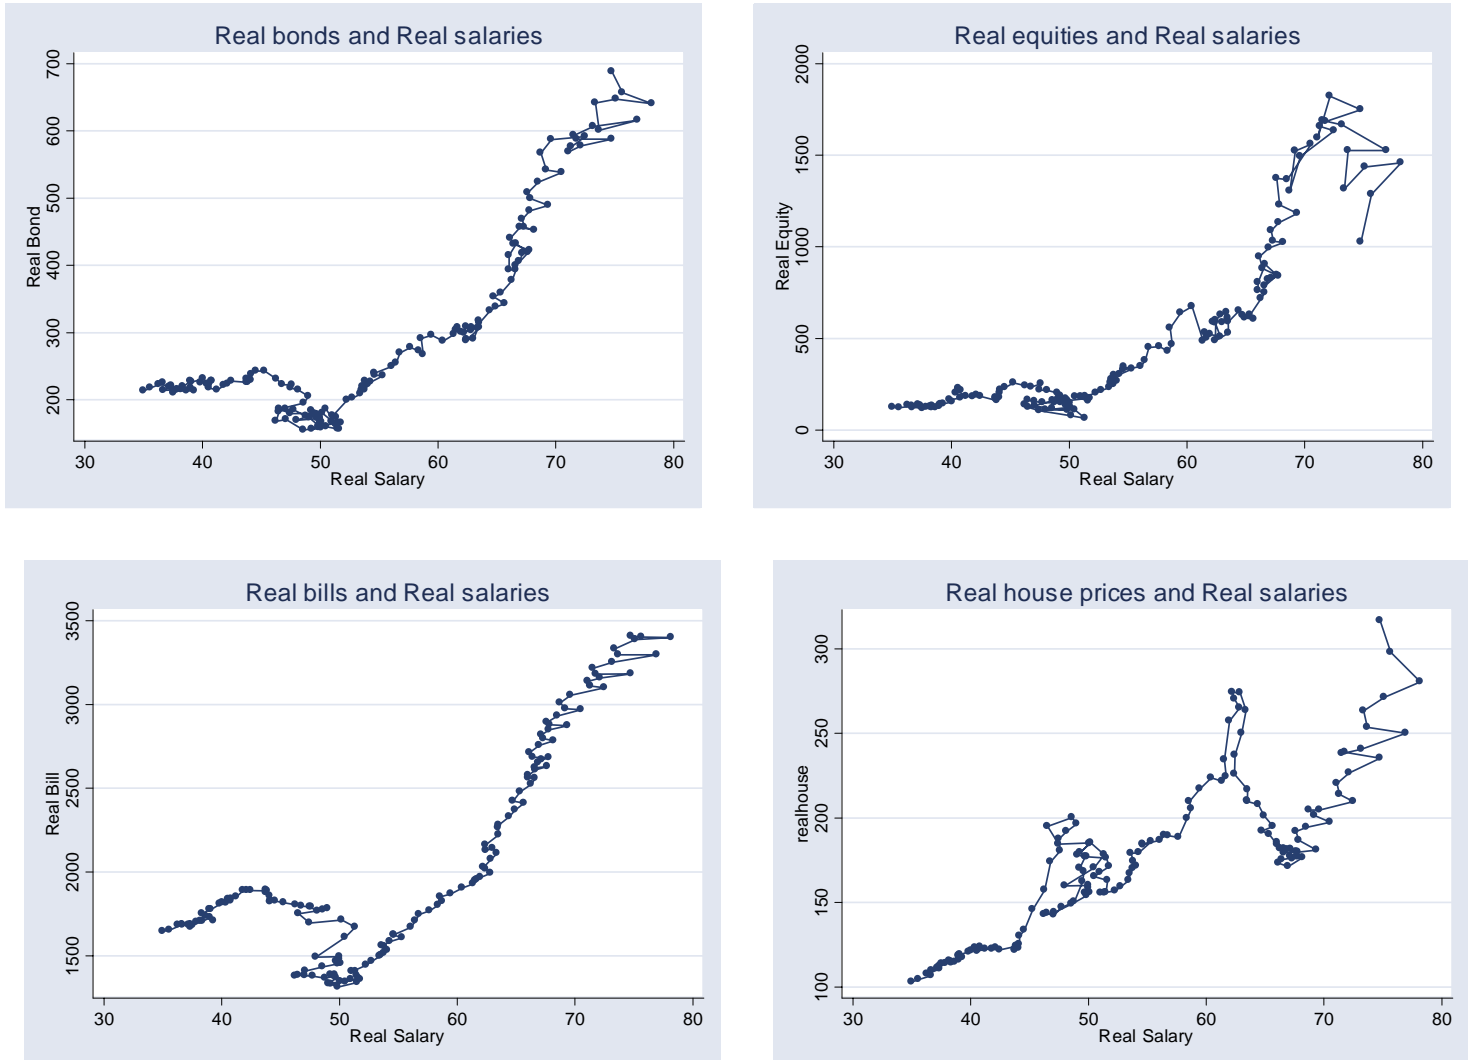 Real bonds and Real salaries
Real Bond
700
600
500
400
300
200
30 40 50 60 70 80
Real Salary
Real equities and Real salaries
Real Equity
2000
1500
1000
500
0
30 40 50 60 70 80
Real Salary
Real bills and Real salaries
Real Bill
3500
3000
2500
2000
1500
30 40 50 60 70 80
Real Salary
Real house prices and Real salaries
realhouse
300
250
200
150
100
30 40 50 60 70 80
Real Salary